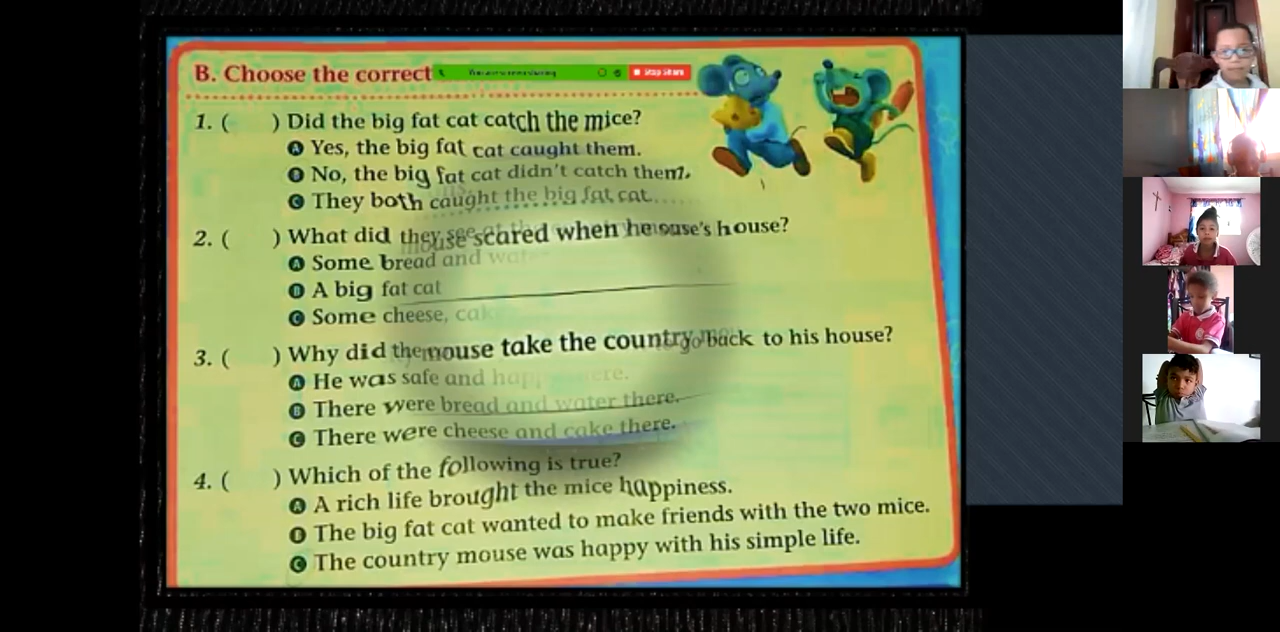 B. Choose the correct
Stop Share
1. ( ) Did the big fat cat catch the mice?
A Yes, the big fat cat caught them.
B No, the big fat cat didn't catch them.
C They both caught the big fat cat.
2. ( ) What did they see scared when he house?
A Some bread and
B A big fat cat
C Some cheese, cak
3. ( ) Why did the mouse take the country go back to his house?
A He was safe and
B There were bread and water there.
C There were cheese and cake there.
4. ( ) Which of the following is true?
A A rich life brought the mice happiness.
B The big fat cat wanted to make friends with the two mice.
C The country mouse was happy with his simple life.